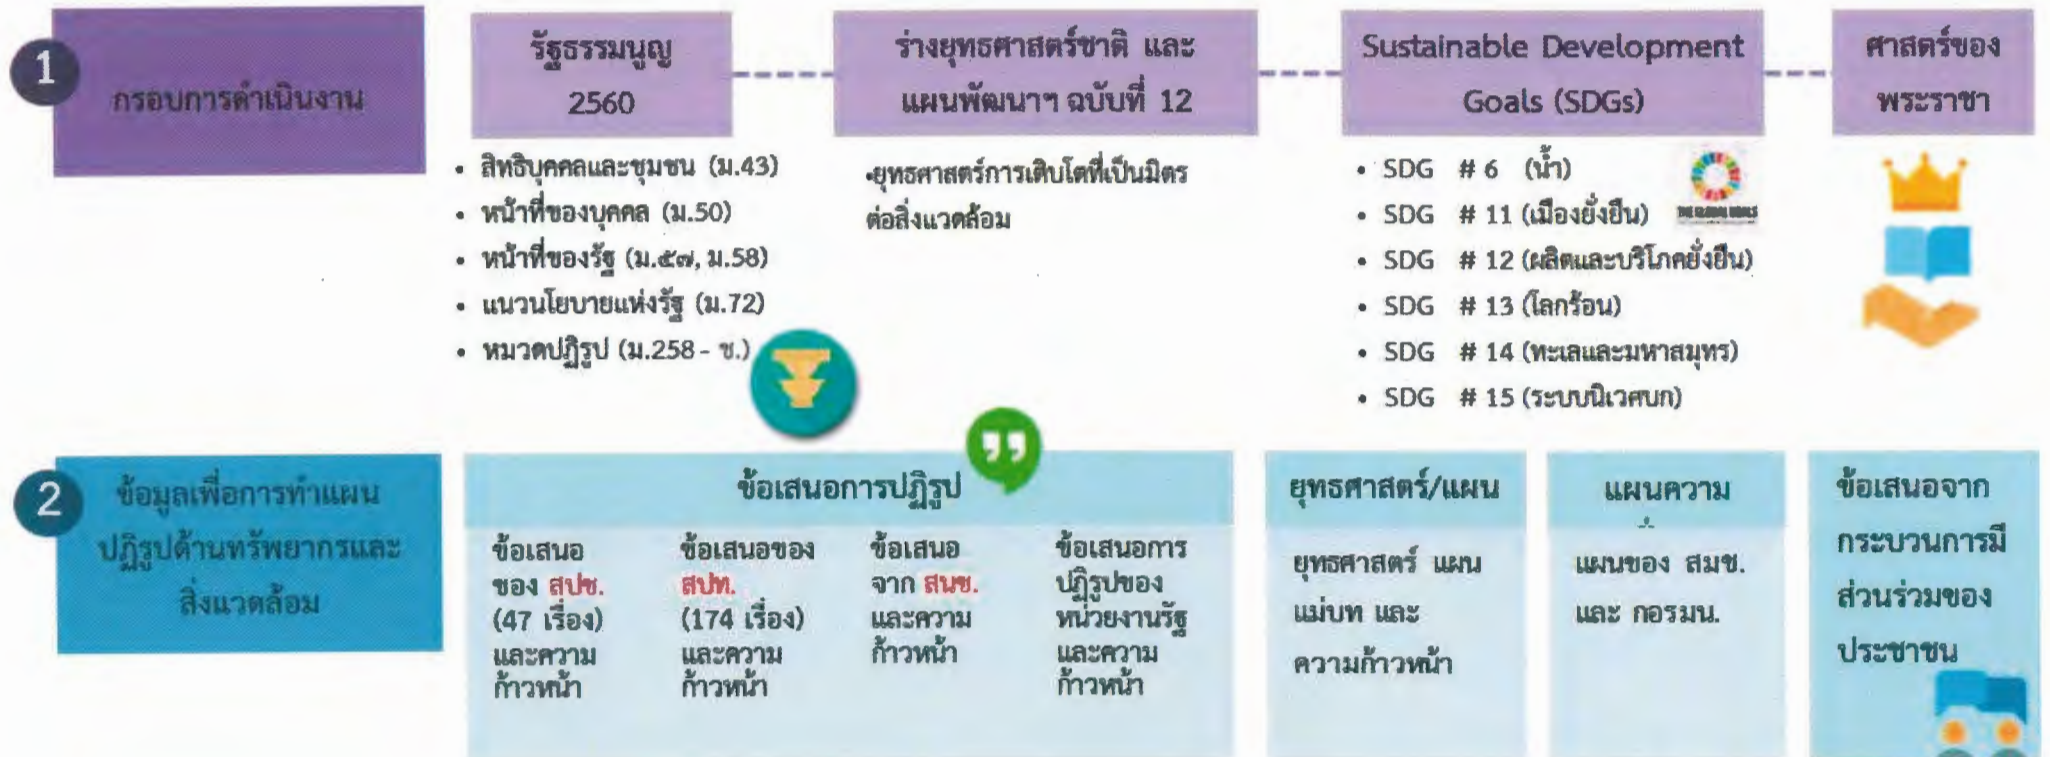 1
กรอบการดำเนินงาน
รัฐธรรมนูญ
2560
ร่างยุทธศาสตร์ชาติ และ
แผนพัฒนาฯ ฉบับที่ 12
Sustainable Development
Goals (SDGs)
ศาสตร์ของ
พระราชา
• สิทธิบุคคลและชุมชน (ม.43)
• หน้าที่ของบุคคล (ม.50)
• หน้าที่ของรัฐ (ม.๕๗, ม.58)
• แนวนโยบายแห่งรัฐ (ม.72)
• หมวดปฏิรูป (ม.258 - ช.)
•ยุทธศาสตร์การเติบโตที่เป็นมิตร
ต่อสิ่งแวดล้อม
• SDG # 6 (น้ำ)
• SDG # 11 (เมืองยั่งยืน)
• SDG # 12 (ผลิตและบริโภคยั่งยืน)
• SDG # 13 (โลกร้อน)
• SDG # 14 (ทะเลและมหาสมุทร)
• SDG # 15 (ระบบนิเวศบก)
THE GLOBAL GOALS
2
ข้อมูลเพื่อการทำแผน
ปฏิรูปด้านทรัพยากรและ
สิ่งแวดล้อม
ข้อเสนอการปฏิรูป
ข้อเสนอ
ของ สปช.
(47 เรื่อง)
และความ
ก้าวหน้า
ข้อเสนอของ
สปท.
(174 เรื่อง)
และความ
ก้าวหน้า
ข้อเสนอ
จาก สนช.
และความ
ก้าวหน้า
ข้อเสนอการ
ปฏิรูปของ
หน่วยงานรัฐ
และความ
ก้าวหน้า
ยุทธศาสตร์/แผน
ยุทธศาสตร์ แผน
แม่บท และ
ความก้าวหน้า
แผนความ
แผนของ สมช.
และ กอรมน.
ข้อเสนอจาก
กระบวนการมี
ส่วนร่วมของ
ประชาชน